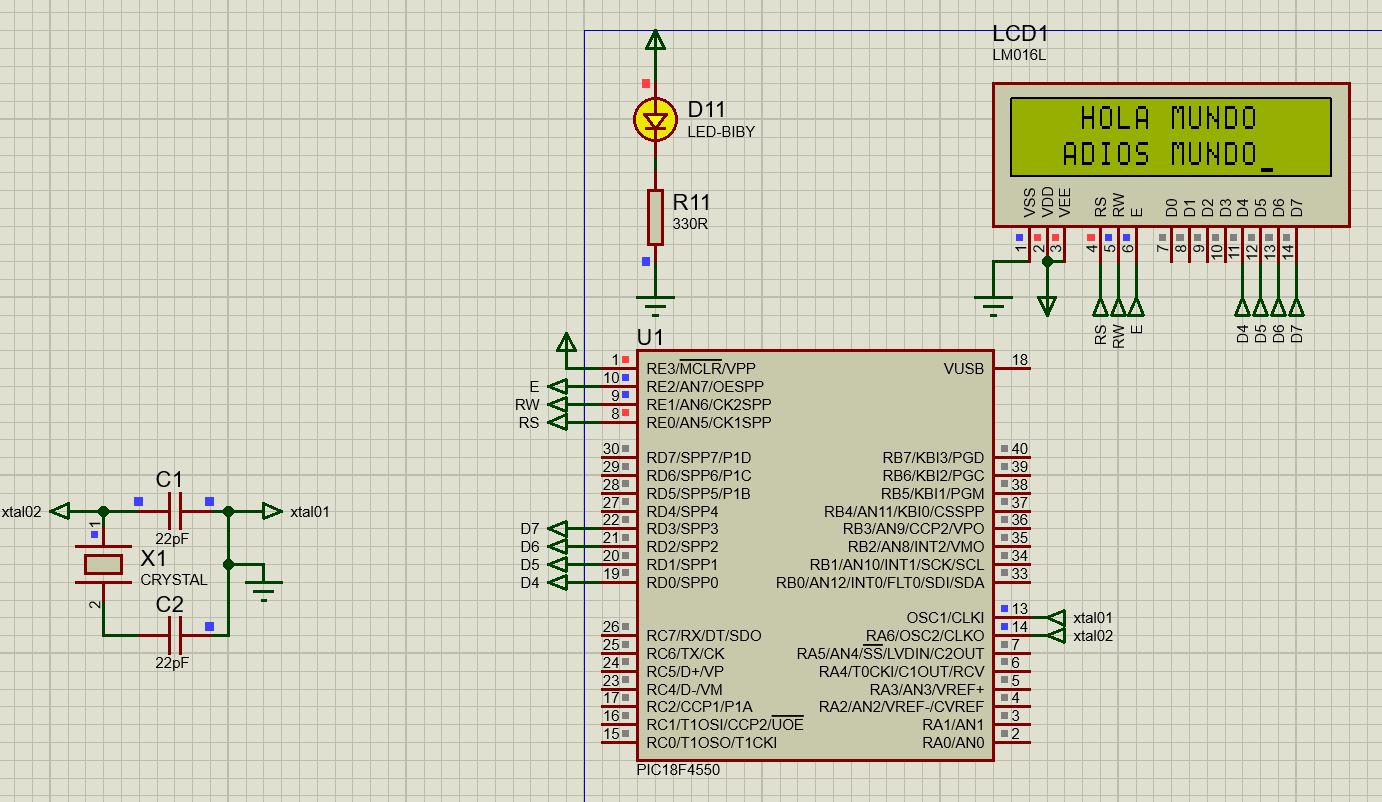 LCD1
LM016L
HOLA MUNDO
ADIOS MUNDO_
VSS VDD VEE RS RW E D0 D1 D2 D3 D4 D5 D6 D7
1 2 3 4 5 6 7 8 9 10 11 12 13 14
RS RW E D4 D5 D6 D7
D11
LED-BIBY
R11
330R
U1
1 RE3/MCLR/VPP VUSB 18
E 10 RE2/AN7/OESPP
RW 9 RE1/AN6/CK2SPP
RS 8 RE0/AN5/CK1SPP
30 RD7/SPP7/P1D RB7/KBI3/PGD 40
29 RD6/SPP6/P1C RB6/KBI2/PGC 39
28 RD5/SPP5/P1B RB5/KBI1/PGM 38
27 RD4/SPP4 RB4/AN11/KBI0/CSSPP 37
D7 22 RD3/SPP3 RB3/AN9/CCP2/VPO 36
D6 21 RD2/SPP2 RB2/AN8/INT2/VMO 35
D5 20 RD1/SPP1 RB1/AN10/INT1/SCK/SCL 34
D4 19 RD0/SPP0 RB0/AN12/INT0/FLT0/SDI/SDA 33
OSC1/CLKI 13 xtal01
26 RC7/RX/DT/SDO RA6/OSC2/CLKO 14 xtal02
25 RC6/TX/CK RA5/AN4/SS/LVDIN/C2OUT 7
24 RC5/D+/VP RA4/T0CKI/C1OUT/RCV 6
23 RC4/D-/VM RA3/AN3/VREF+ 5
17 RC2/CCP1/P1A RA2/AN2/VREF-/CVREF 4
16 RC1/T1OSI/CCP2/UOE RA1/AN1 3
15 RC0/T1OSO/T1CKI RA0/AN0 2
PIC18F4550
C1
xtal02 xtal01
22pF
1
X1
CRYSTAL
2
C2
22pF